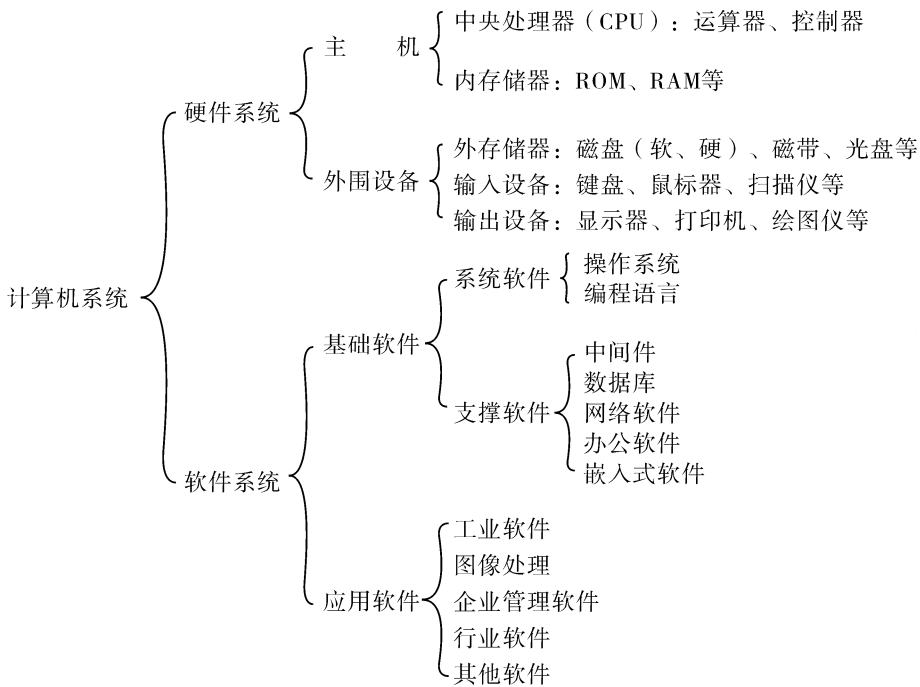 计算机系统
硬件系统
主 机
中央处理器（CPU）：运算器、控制器
内存储器：ROM、RAM等
外围设备
外存储器：磁盘（软、硬）、磁带、光盘等
输入设备：键盘、鼠标器、扫描仪等
输出设备：显示器、打印机、绘图仪等
软件系统
基础软件
系统软件
操作系统
编程语言
支撑软件
中间件
数据库
网络软件
办公软件
嵌入式软件
应用软件
工业软件
图像处理
企业管理软件
行业软件
其他软件